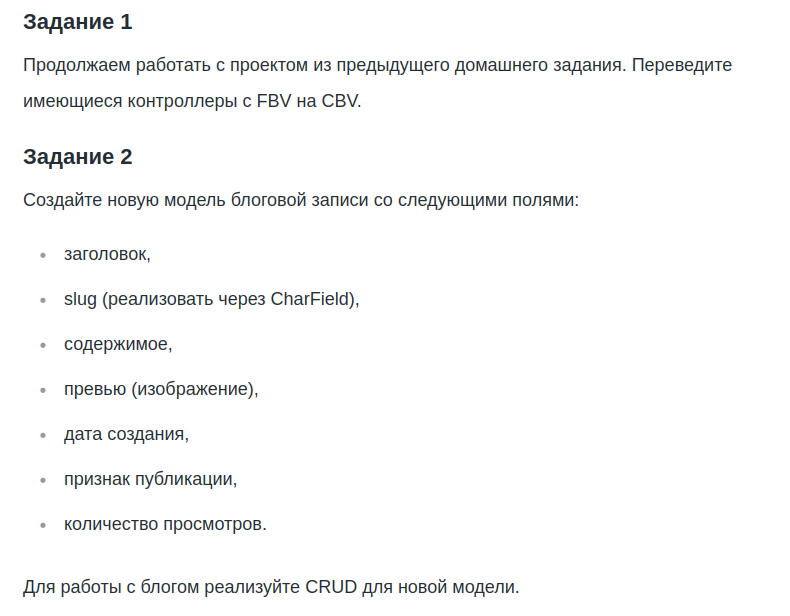 Задание 1
Продолжаем работать с проектом из предыдущего домашнего задания. Переведите
имеющиеся контроллеры с FBV на CBV.
Задание 2
Создайте новую модель блоговой записи со следующими полями:
• заголовок,
• slug (реализовать через CharField),
• содержимое,
• превью (изображение),
• дата создания,
• признак публикации,
• количество просмотров.
Для работы с блогом реализуйте CRUD для новой модели.